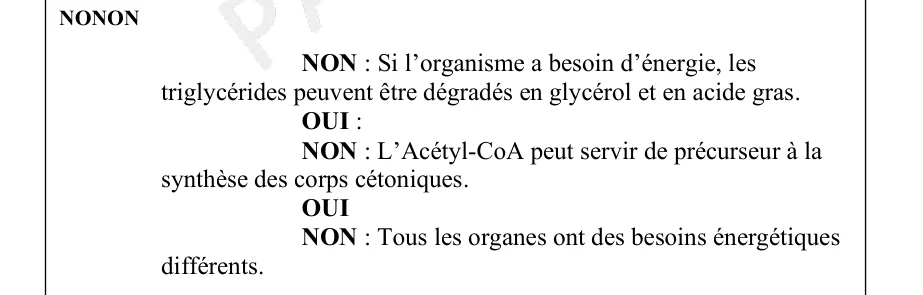 NONON
NON : Si l’organisme a besoin d’énergie, les
triglycérides peuvent être dégradés en glycérol et en acide gras.
OUI :
NON : L’Acétyl-CoA peut servir de précurseur à la
synthèse des corps cétoniques.
OUI
NON : Tous les organes ont des besoins énergétiques
différents.